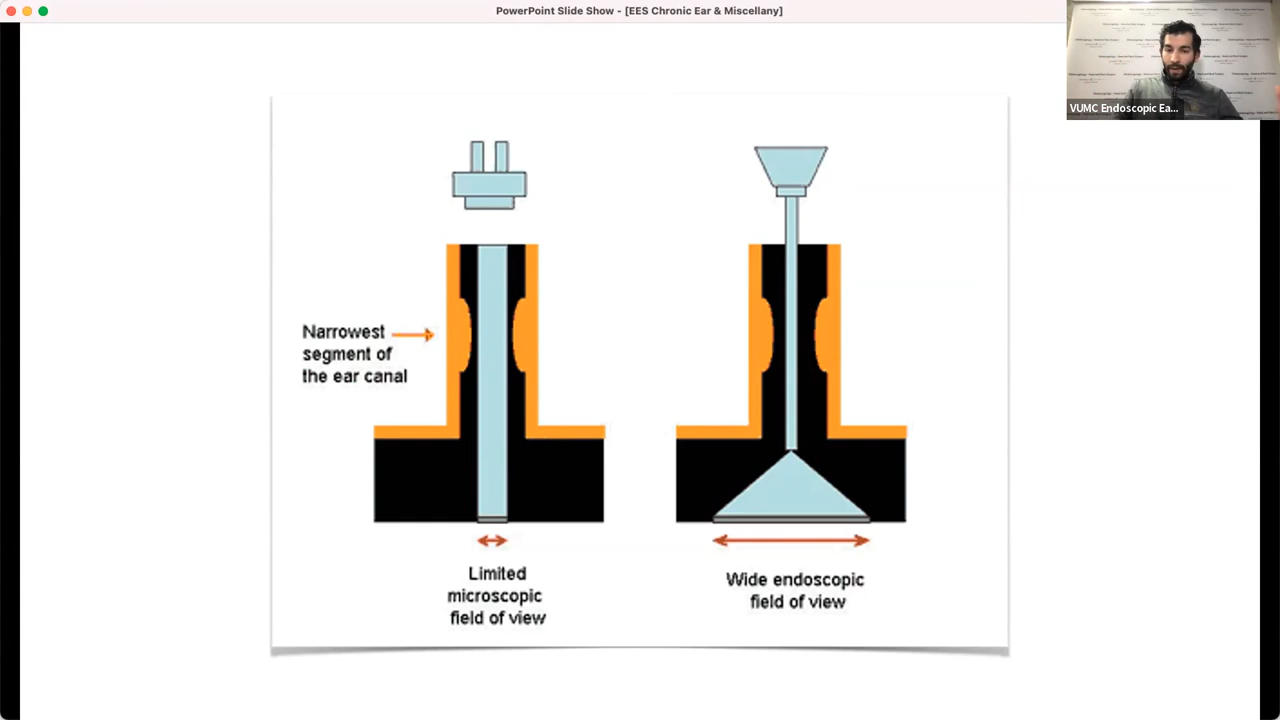 PowerPoint Slide Show - [EES Chronic Ear & Miscellany]
VUMC Endoscopic Ea...
Narrowest
segment of
the ear canal
Limited
microscopic
field of view
Wide endoscopic
field of view